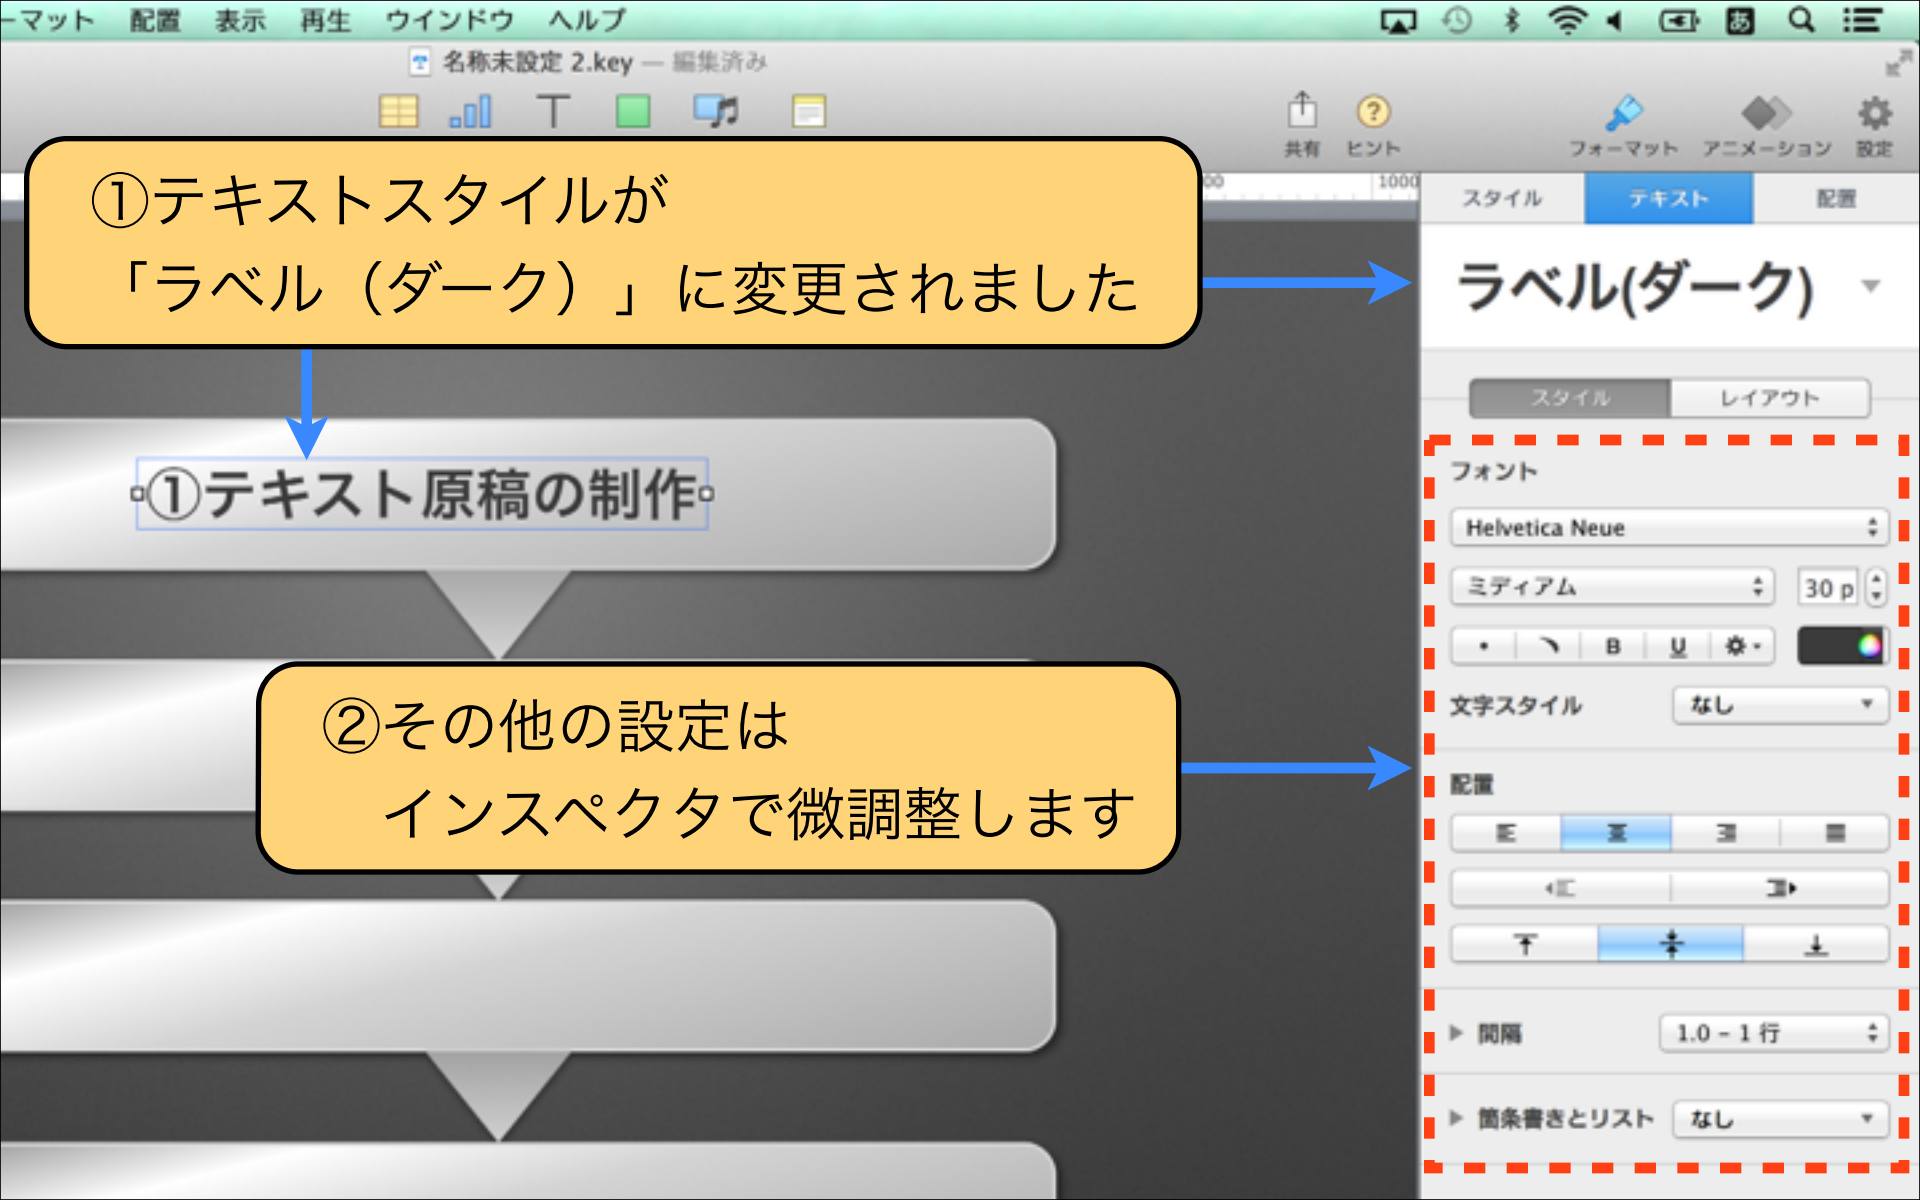 ーマット 配置 表示 再生 ウインドウ ヘルプ あ
名称未設定 2.key — 編集済み
共有 ヒント フォーマット アニメーション 設定
00 1000
スタイル テキスト 配置
①テキストスタイルが
「ラベル（ダーク）」に変更されました
ラベル(ダーク)
スタイル レイアウト
①テキスト原稿の制作
フォント
Helvetica Neue
ミディアム 30 p
B U
文字スタイル なし
②その他の設定は
インスペクタで微調整します
配置
間隔 1.0 – 1 行
箇条書きとリスト なし